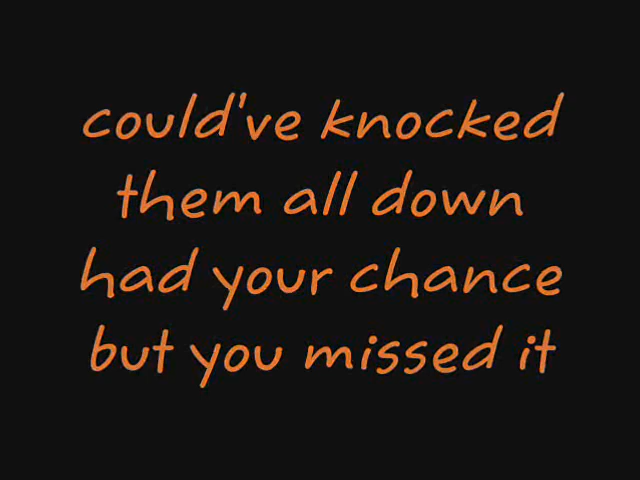 could've knocked
them all down
had your chance
but you missed it